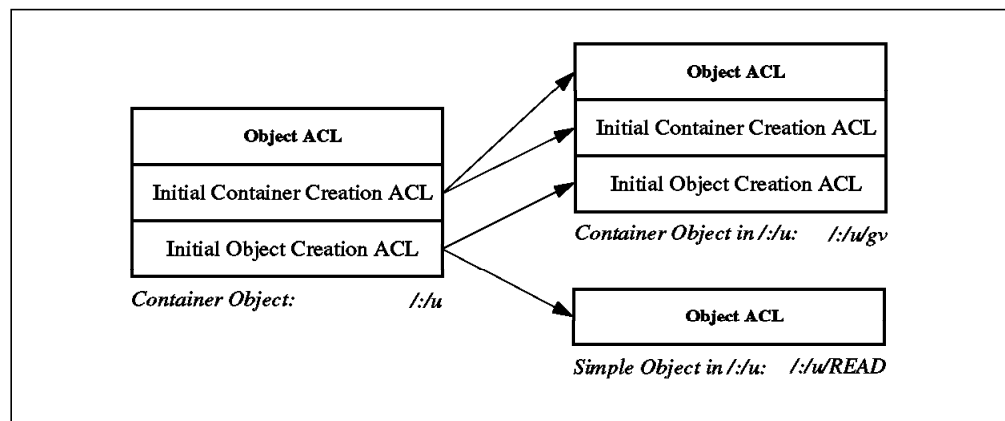 Object ACL
Initial Container Creation ACL
Initial Object Creation ACL
Container Object: /:/u
Object ACL
Initial Container Creation ACL
Initial Object Creation ACL
Container Object in /:/u: /:/u/gv
Object ACL
Simple Object in /:/u: /:/u/READ